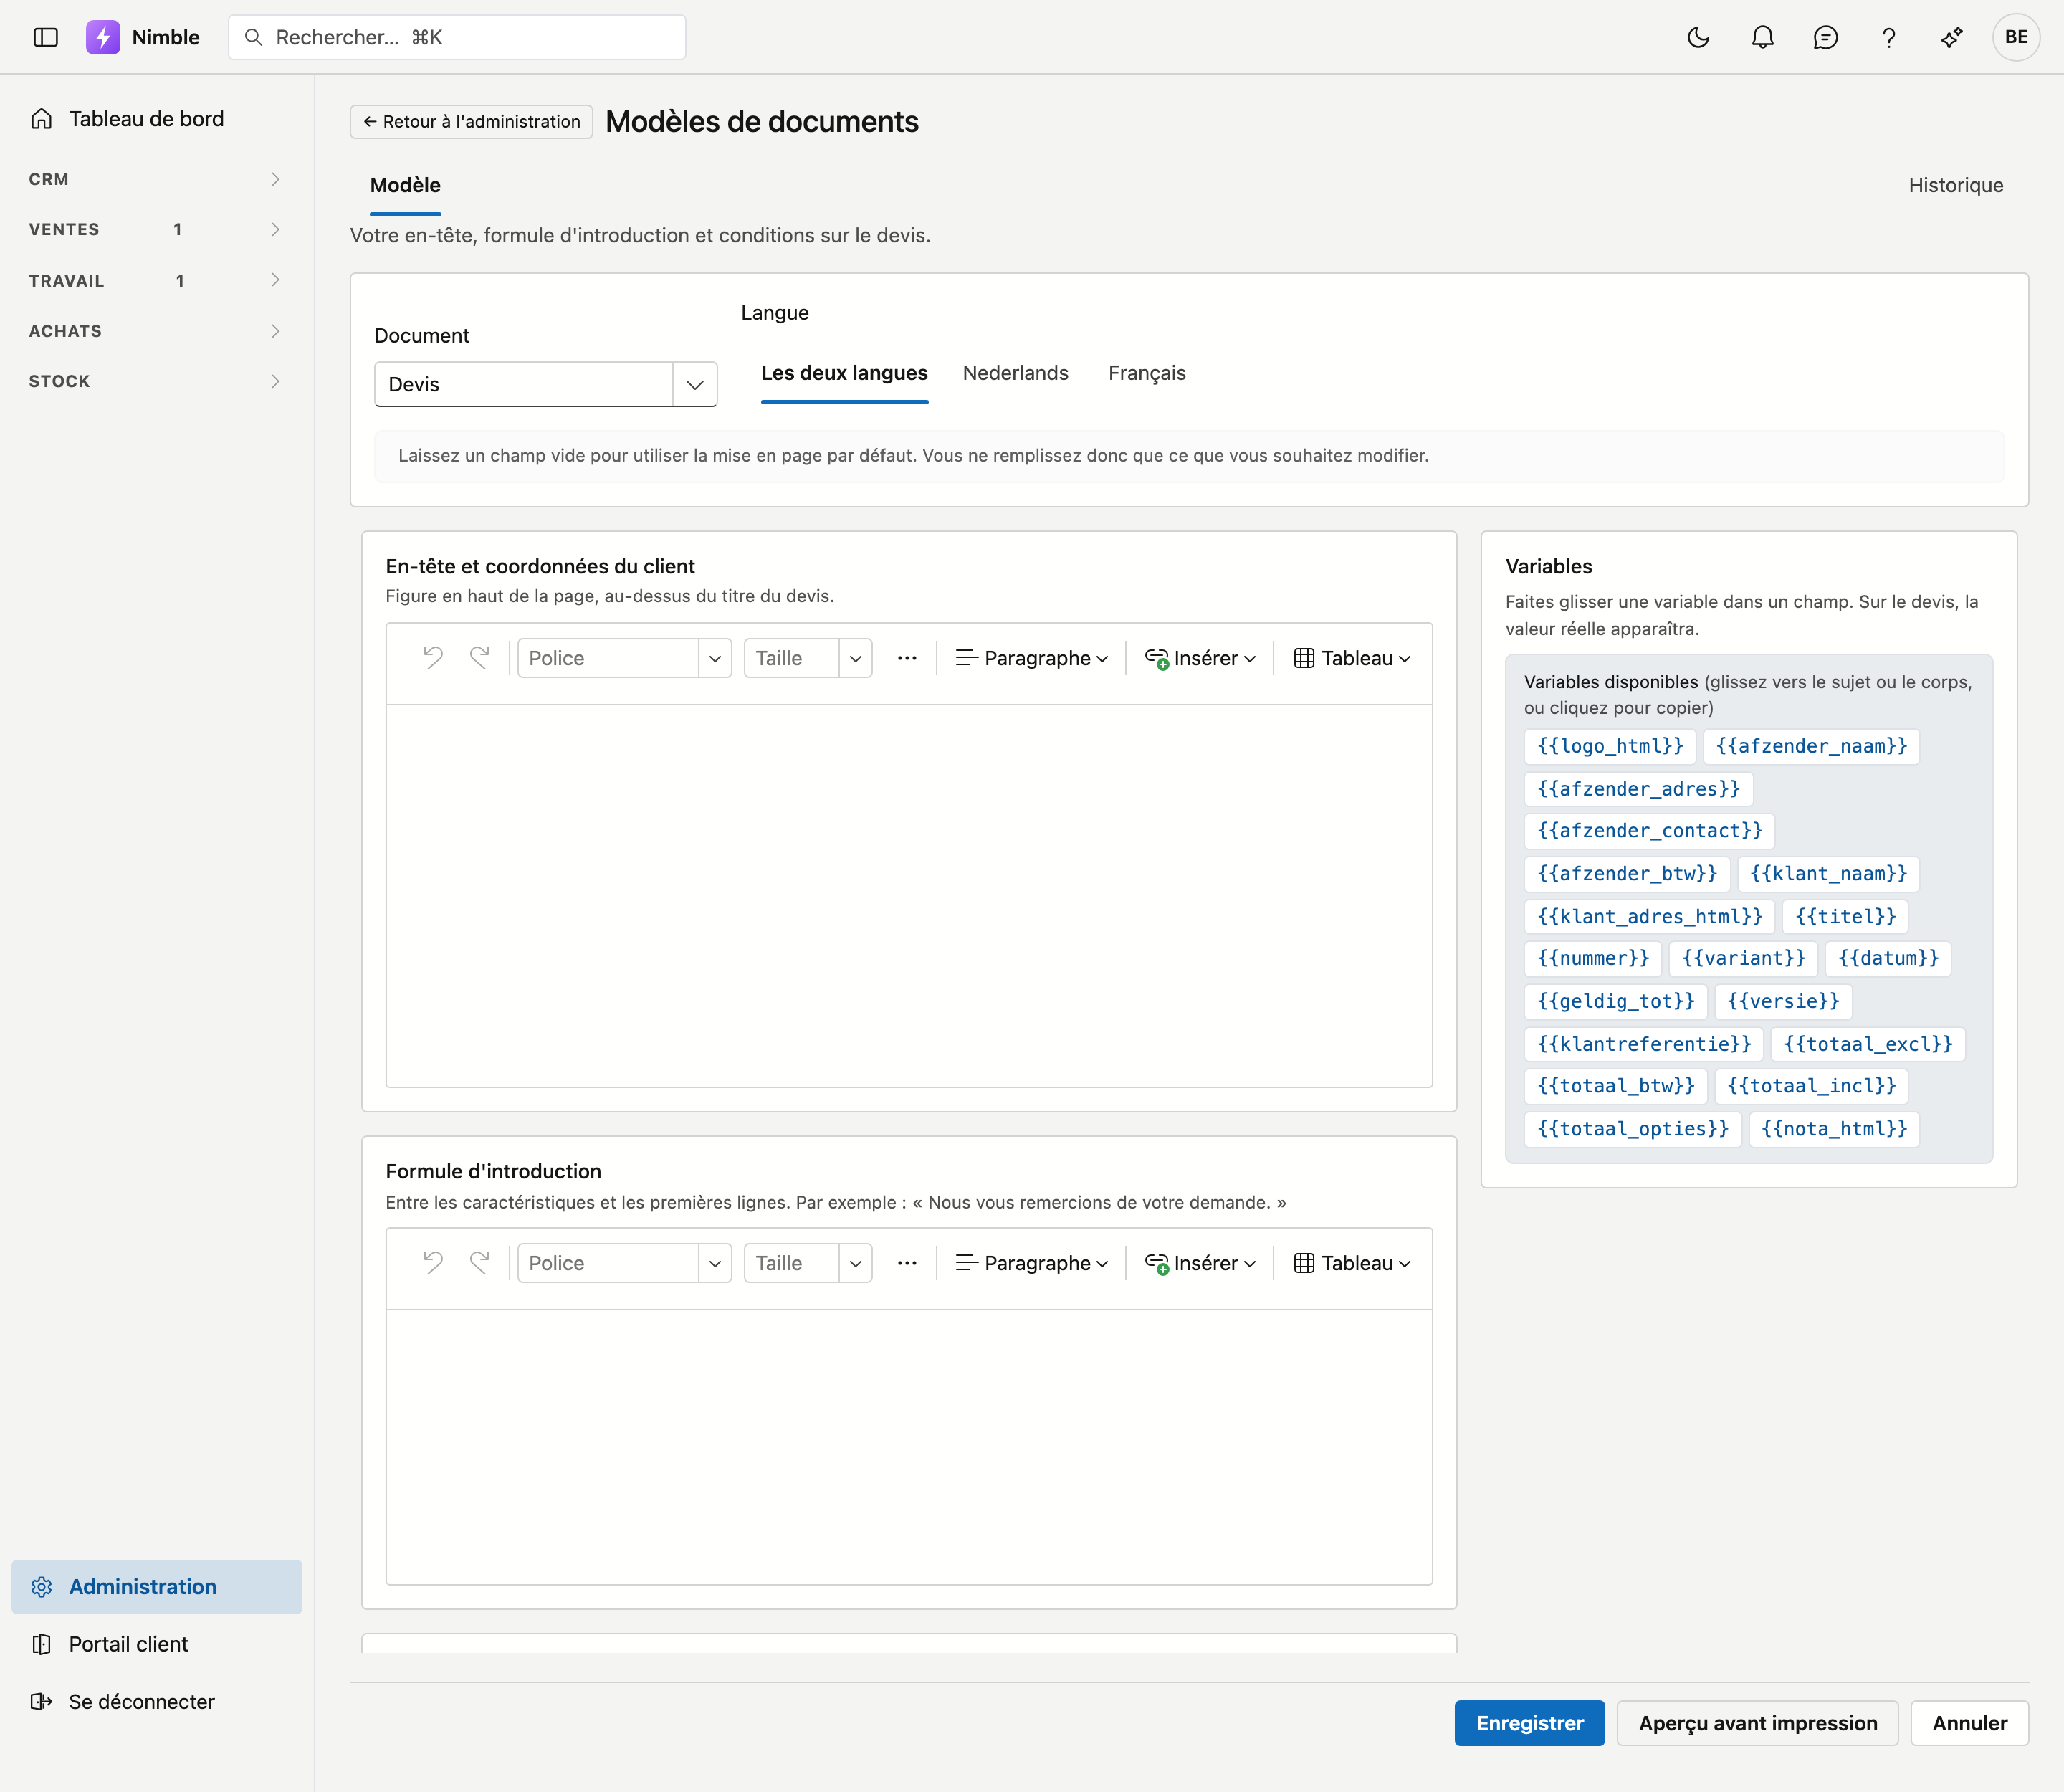 Nimble
Rechercher... ⌘K
BE
Tableau de bord
CRM
VENTES 1
TRAVAIL 1
ACHATS
STOCK
Administration
Portail client
Se déconnecter
← Retour à l'administration
Modèles de documents
Modèle
Historique
Votre en-tête, formule d'introduction et conditions sur le devis.
Document
Devis
Langue
Les deux langues Nederlands Français
Laissez un champ vide pour utiliser la mise en page par défaut. Vous ne remplissez donc que ce que vous souhaitez modifier.
En-tête et coordonnées du client
Figure en haut de la page, au-dessus du titre du devis.
Police Taille ... Paragraphe Insérer Tableau
Formule d'introduction
Entre les caractéristiques et les premières lignes. Par exemple : « Nous vous remercions de votre demande. »
Police Taille ... Paragraphe Insérer Tableau
Variables
Faites glisser une variable dans un champ. Sur le devis, la
valeur réelle apparaîtra.
Variables disponibles (glissez vers le sujet ou le corps,
ou cliquez pour copier)
{{logo_html}} {{afzender_naam}}
{{afzender_adres}}
{{afzender_contact}}
{{afzender_btw}} {{klant_naam}}
{{klant_adres_html}} {{titel}}
{{nummer}} {{variant}} {{datum}}
{{geldig_tot}} {{versie}}
{{klantreferentie}} {{totaal_excl}}
{{totaal_btw}} {{totaal_incl}}
{{totaal_opties}} {{nota_html}}
Enregistrer Aperçu avant impression Annuler